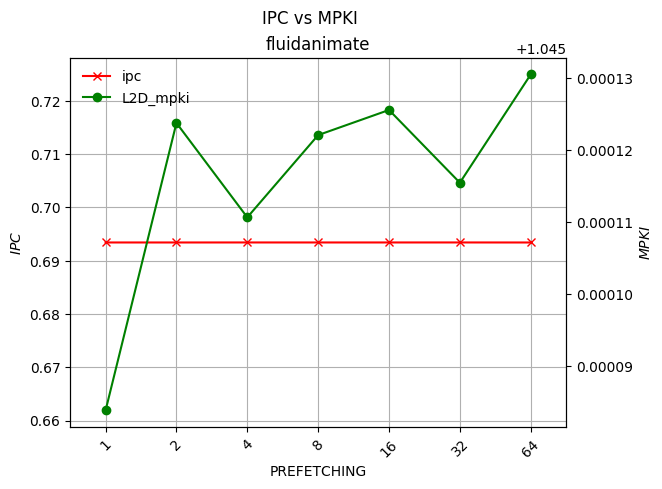 IPC vs MPKI
fluidanimate
+1.045
ipc
L2D_mpki
0.72
0.71
0.70
0.69
0.68
0.67
0.66
IPC
0.00013
0.00012
0.00011
0.00010
0.00009
MPKI
1
2
4
8
16
32
64
PREFETCHING